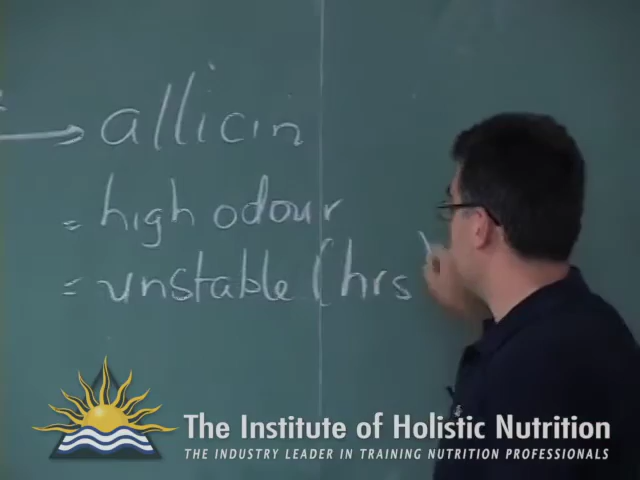 allicin
= high odour
= unstable (hrs
The Institute of Holistic Nutrition
THE INDUSTRY LEADER IN TRAINING NUTRITION PROFESSIONALS